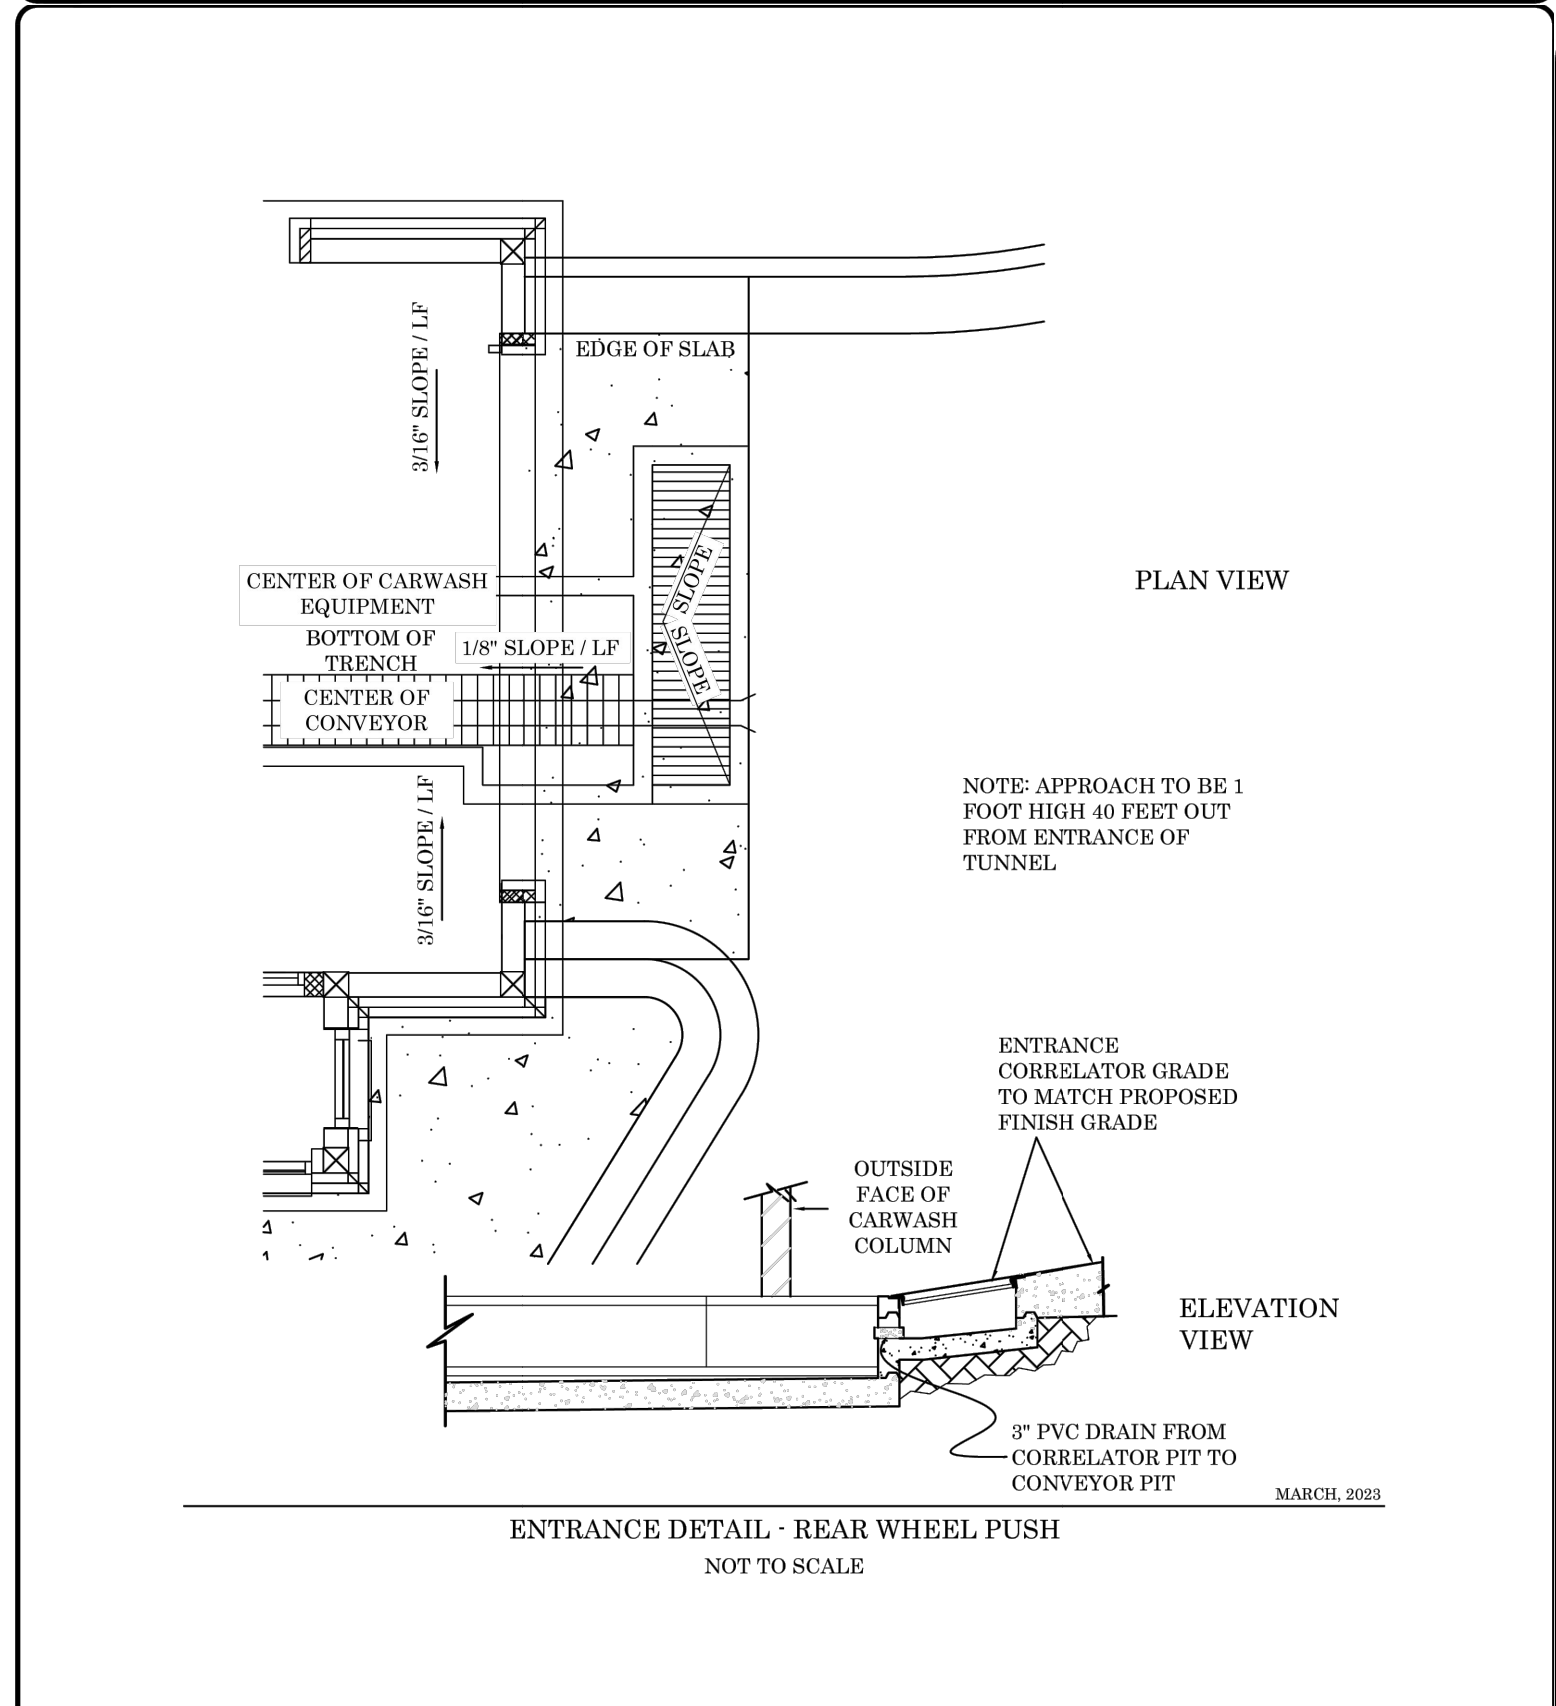 3/16" SLOPE / LF
EDGE OF SLAB
CENTER OF CARWASH
EQUIPMENT
BOTTOM OF
TRENCH
1/8" SLOPE / LF
CENTER OF
CONVEYOR
SLOPE
SLOPE
3/16" SLOPE / LF
PLAN VIEW
NOTE: APPROACH TO BE 1
FOOT HIGH 40 FEET OUT
FROM ENTRANCE OF
TUNNEL
ENTRANCE
CORRELATOR GRADE
TO MATCH PROPOSED
FINISH GRADE
OUTSIDE
FACE OF
CARWASH
COLUMN
ELEVATION
VIEW
3" PVC DRAIN FROM
CORRELATOR PIT TO
CONVEYOR PIT
MARCH, 2023
ENTRANCE DETAIL - REAR WHEEL PUSH
NOT TO SCALE